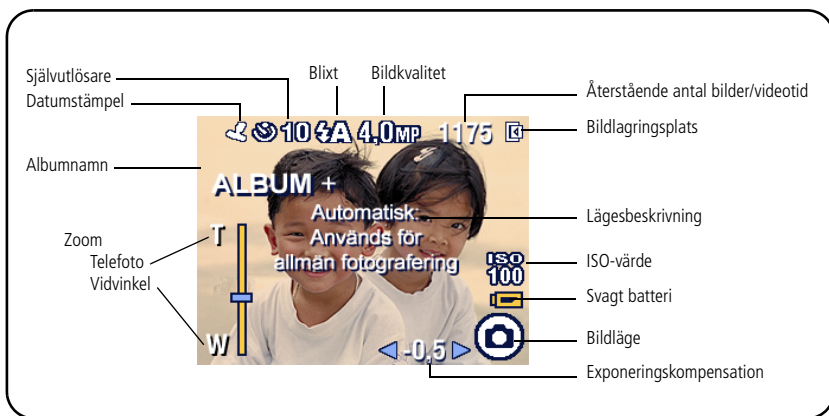 Självutlösare
Blixt
Bildkvalitet
Datumstämpel
Återstående antal bilder/videotid
Bildlagringsplats
10 ϟA 4,0MP 1175
Albumnamn
ALBUM +
Automatisk:
Används för
allmän fotografering
Lägesbeskrivning
Zoom
Telefoto
Vidvinkel
T
W
ISO
100
ISO-värde
Svagt batteri
Bildläge
-0,5
Exponeringskompensation